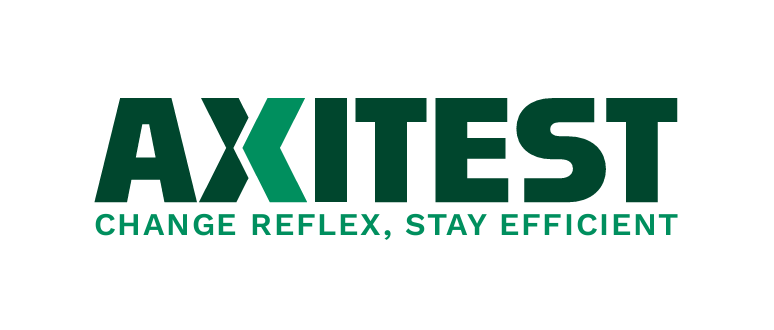 AXITEST
CHANGE REFLEX, STAY EFFICIENT